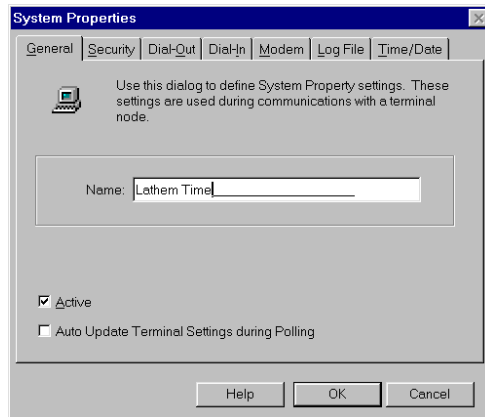 System Properties
General Security Dial-Out Dial-In Modem Log File Time/Date
Use this dialog to define System Property settings. These
settings are used during communications with a terminal
node.
Name: Lathem Time___________________
Active
Auto Update Terminal Settings during Polling
Help OK Cancel